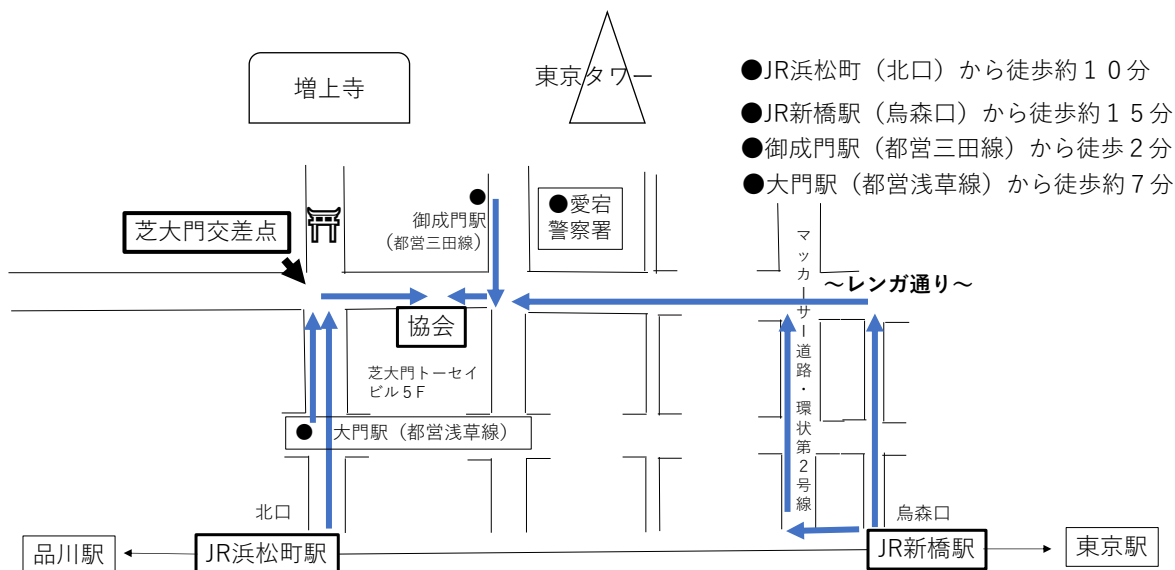 増上寺
東京タワー
●JR浜松町（北口）から徒歩約１０分
●JR新橋駅（烏森口）から徒歩約１５分
●御成門駅（都営三田線）から徒歩２分
●大門駅（都営浅草線）から徒歩約７分
芝大門交差点
御成門駅
（都営三田線）
●愛宕
警察署
マッカーサー道路・環状第２号線
～レンガ通り～
協会
芝大門トーセイ
ビル５Ｆ
大門駅（都営浅草線）
北口
烏森口
品川駅
JR浜松町駅
JR新橋駅
東京駅